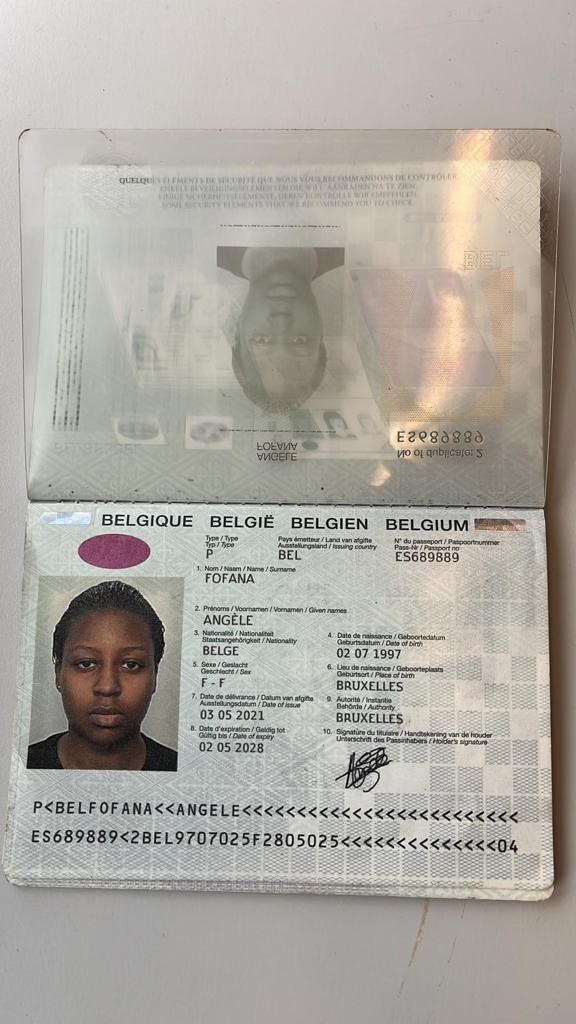 QUELQUES ÉLÉMENTS DE SÉCURITÉ QUE NOUS VOUS RECOMMANDONS DE CONTRÔLER.
ENKELE BEVEILIGINGSELEMENTEN DIE WIJ U AANRADEN NA TE ZIEN.
EINIGE SICHERHEITSELEMENTE, DEREN KONTROLLE WIR EMPFEHLEN.
SOME SECURITY ELEMENTS THAT WE RECOMMEND YOU TO CHECK.
BEL
ES689889
No of duplicate: 2
FOFANA
ANGÈLE
BELGIQUE BELGIË BELGIEN BELGIUM
Type / Type
Typ / Type
P
Pays émetteur / Land van afgifte
Ausstellungsland / Issuing country
BEL
N° du passeport / Paspoortnummer
Pass-Nr / Passport no
ES689889
1. Nom / Naam / Name / Surname
FOFANA
2. Prénoms / Voornamen / Vornamen / Given names
ANGÈLE
3. Nationalité / Nationaliteit
Staatsangehörigkeit / Nationality
BELGE
4. Date de naissance / Geboortedatum
Geburtsdatum / Date of birth
02 07 1997
5. Sexe / Geslacht
Geschlecht / Sex
F - F
6. Lieu de naissance / Geboorteplaats
Geburtsort / Place of birth
BRUXELLES
7. Date de délivrance / Datum van afgifte
Ausstellungsdatum / Date of issue
03 05 2021
9. Autorité / Instantie
Behörde / Authority
BRUXELLES
8. Date d'expiration / Geldig tot
Gültig bis / Date of expiry
02 05 2028
10. Signature du titulaire / Handtekening van de houder
Unterschrift des Passinhabers / Holder's signature
P<BELFOFANA<<ANGELE<<<<<<<<<<<<<<<<<<<<<<<<<
ES689889<2BEL9707025F2805025<<<<<<<<<<<<<<04